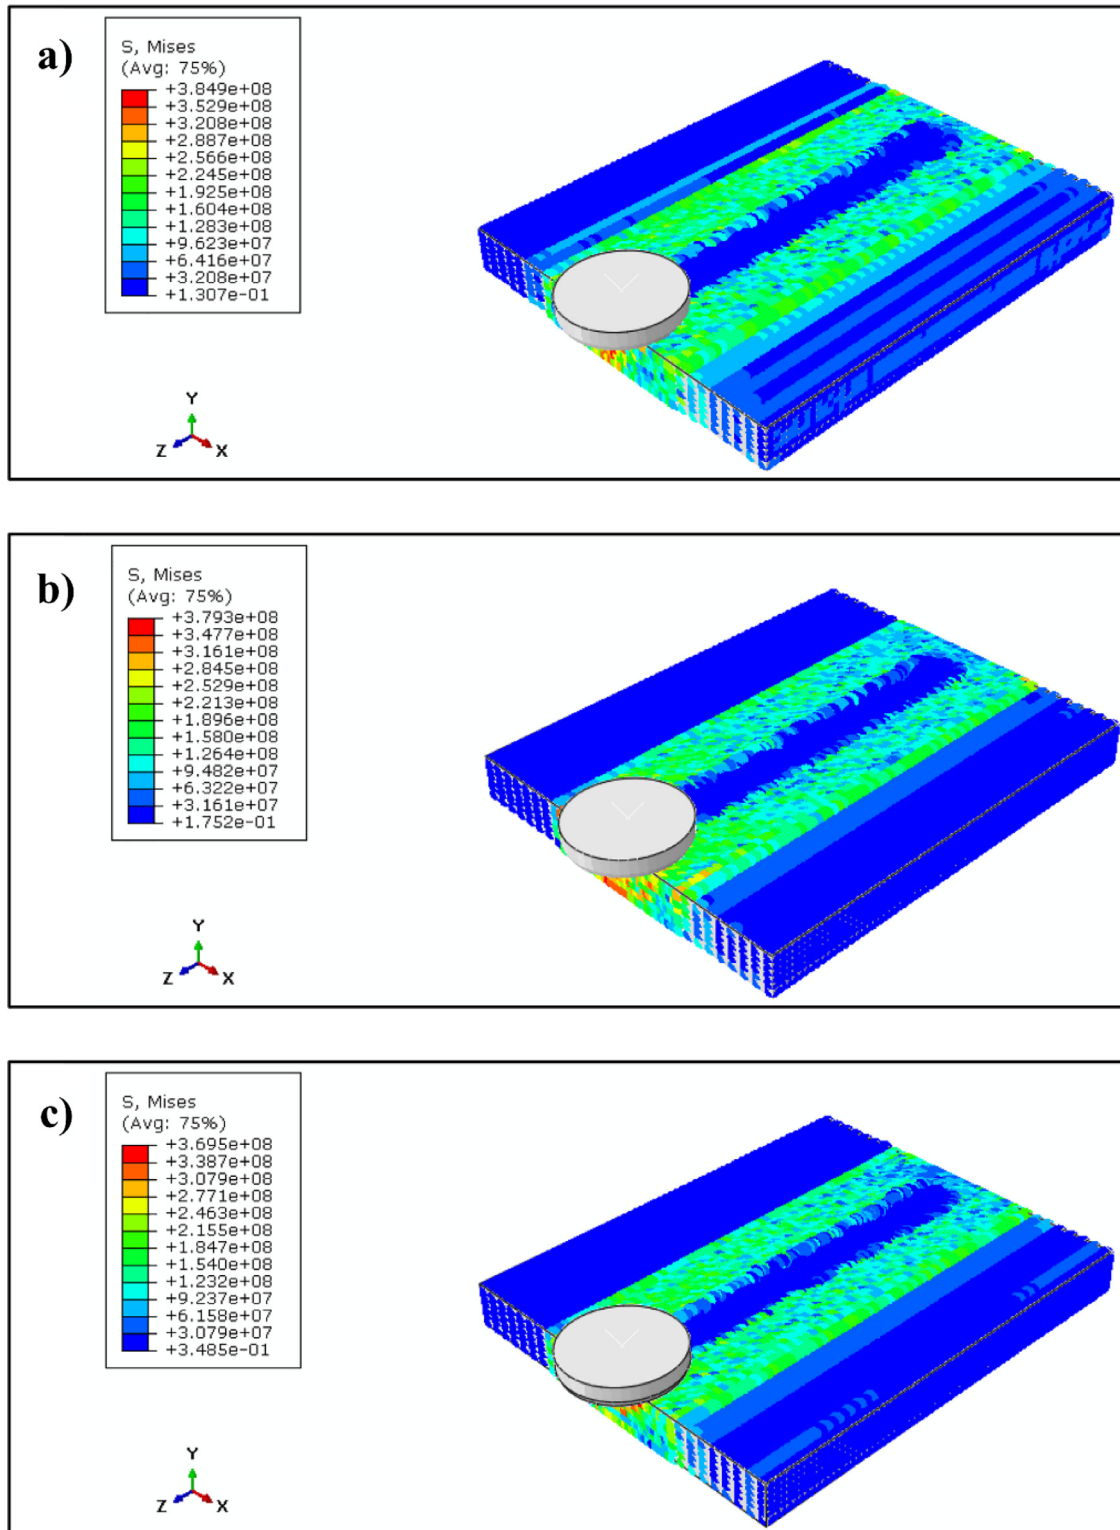 a)
S, Mises
(Avg: 75%)
+3.849e+08
+3.529e+08
+3.208e+08
+2.887e+08
+2.566e+08
+2.245e+08
+1.925e+08
+1.604e+08
+1.283e+08
+9.623e+07
+6.416e+07
+3.208e+07
+1.307e-01
Y
Z X
b)
S, Mises
(Avg: 75%)
+3.793e+08
+3.477e+08
+3.161e+08
+2.845e+08
+2.529e+08
+2.213e+08
+1.896e+08
+1.580e+08
+1.264e+08
+9.482e+07
+6.322e+07
+3.161e+07
+1.752e-01
Y
Z X
c)
S, Mises
(Avg: 75%)
+3.695e+08
+3.387e+08
+3.079e+08
+2.771e+08
+2.463e+08
+2.155e+08
+1.847e+08
+1.540e+08
+1.232e+08
+9.237e+07
+6.158e+07
+3.079e+07
+3.485e-01
Y
Z X